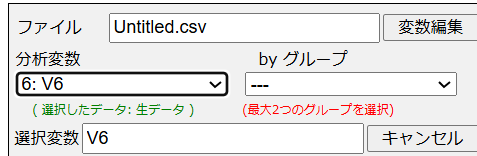 ファイル Untitled.csv 変数編集
分析変数 by グループ
6: V6 ---
( 選択したデータ: 生データ ) (最大2つのグループを選択)
選択変数 V6 キャンセル